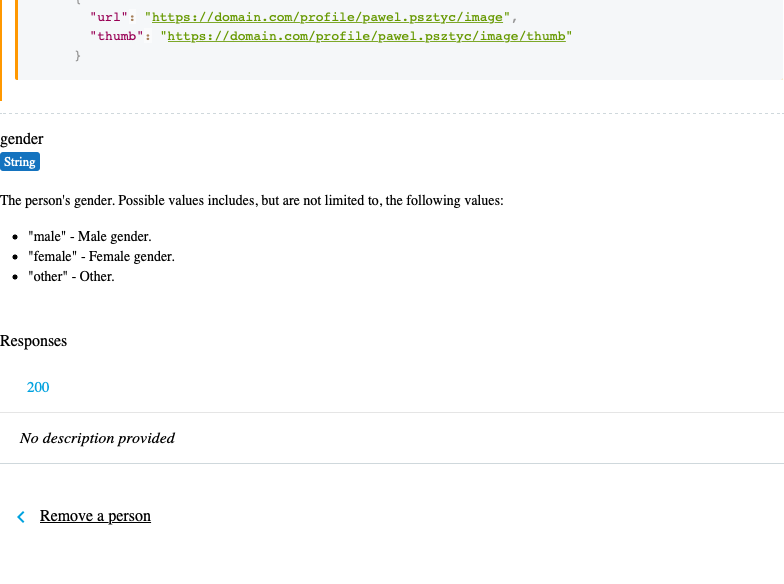 "url": "https://domain.com/profile/pawel.psztyc/image",
"thumb": "https://domain.com/profile/pawel.psztyc/image/thumb"
}
gender
String
The person's gender. Possible values includes, but are not limited to, the following values:
"male" - Male gender.
"female" - Female gender.
"other" - Other.
Responses
200
No description provided
Remove a person